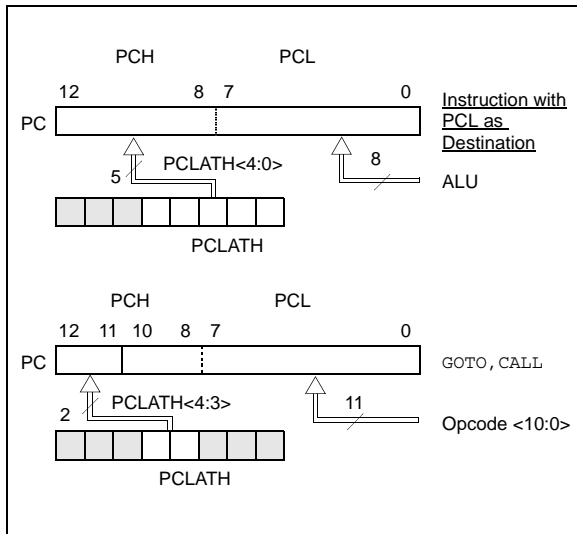 PCH PCL
12 8 7 0
PC
Instruction with
PCL as
Destination
5 PCLATH<4:0>
8
ALU
PCLATH
PCH PCL
12 11 10 8 7 0
PC
GOTO, CALL
2 PCLATH<4:3>
11
Opcode <10:0>
PCLATH